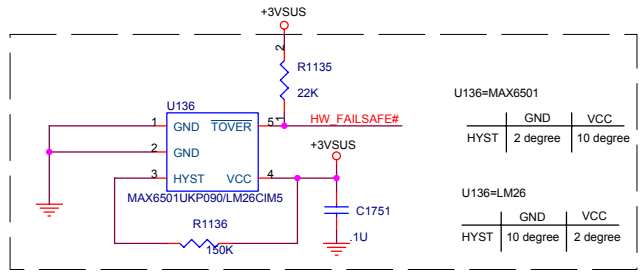 +3VSUS
2
R1135
22K
1
HW_FAILSAFE#
U136
1 GND TOVER 5
2 GND
3 HYST VCC 4
MAX6501UKP090/LM26CIM5
+3VSUS
R1136
150K
C1751
.1U
U136=MAX6501
GND VCC
HYST 2 degree 10 degree
U136=LM26
GND VCC
HYST 10 degree 2 degree